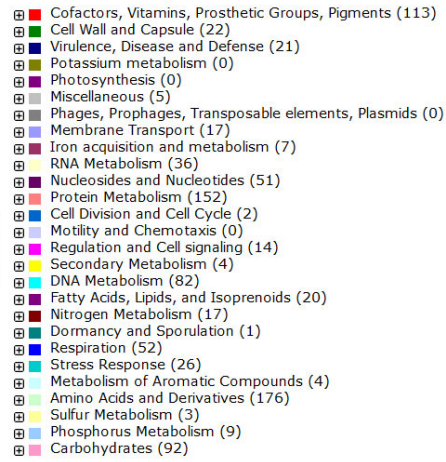 Cofactors, Vitamins, Prosthetic Groups, Pigments (113)
Cell Wall and Capsule (22)
Virulence, Disease and Defense (21)
Potassium metabolism (0)
Photosynthesis (0)
Miscellaneous (5)
Phages, Prophages, Transposable elements, Plasmids (0)
Membrane Transport (17)
Iron acquisition and metabolism (7)
RNA Metabolism (36)
Nucleosides and Nucleotides (51)
Protein Metabolism (152)
Cell Division and Cell Cycle (2)
Motility and Chemotaxis (0)
Regulation and Cell signaling (14)
Secondary Metabolism (4)
DNA Metabolism (82)
Fatty Acids, Lipids, and Isoprenoids (20)
Nitrogen Metabolism (17)
Dormancy and Sporulation (1)
Respiration (52)
Stress Response (26)
Metabolism of Aromatic Compounds (4)
Amino Acids and Derivatives (176)
Sulfur Metabolism (3)
Phosphorus Metabolism (9)
Carbohydrates (92)